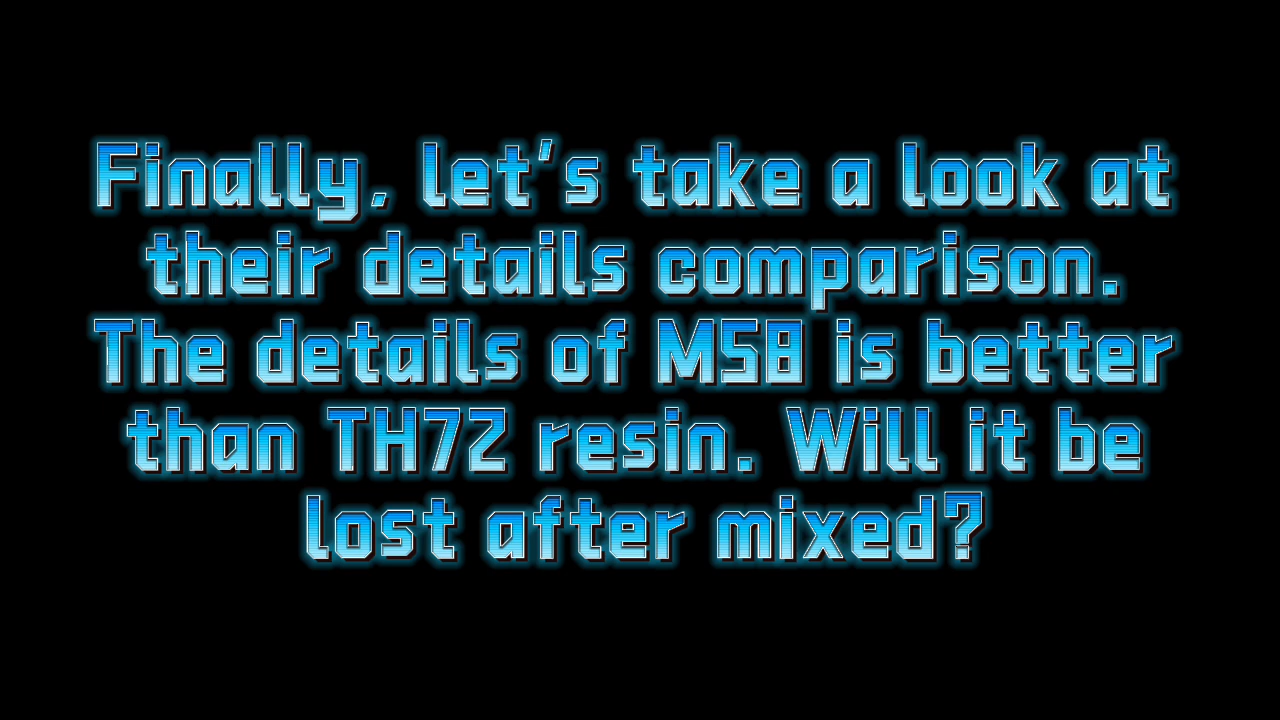 Finally, let's take a look at
their details comparison.
The details of M58 is better
than TH72 resin. Will it be
lost after mixed?